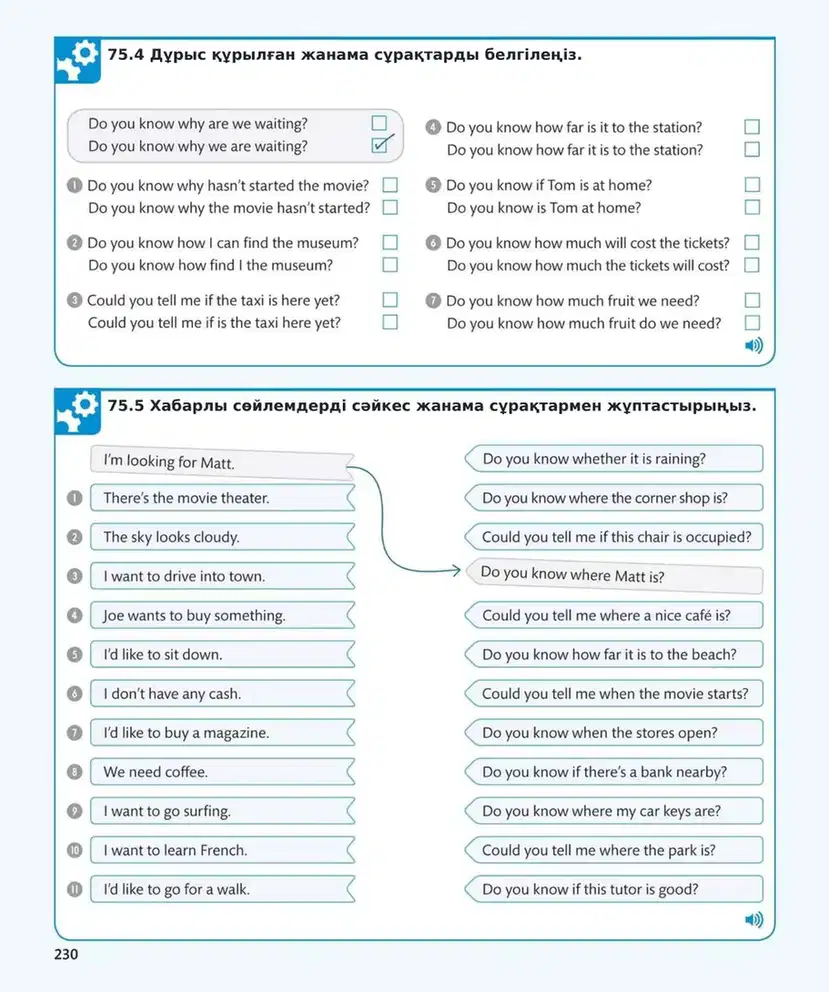 75.4 Дұрыс құрылған жанама сұрақтарды белгілеңіз.
Do you know why are we waiting?
Do you know why we are waiting?
1 Do you know why hasn't started the movie?
Do you know why the movie hasn't started?
2 Do you know how I can find the museum?
Do you know how find I the museum?
3 Could you tell me if the taxi is here yet?
Could you tell me if is the taxi here yet?
4 Do you know how far is it to the station?
Do you know how far it is to the station?
5 Do you know if Tom is at home?
Do you know is Tom at home?
6 Do you know how much will cost the tickets?
Do you know how much the tickets will cost?
7 Do you know how much fruit we need?
Do you know how much fruit do we need?
75.5 Хабарлы сөйлемдерді сәйкес жанама сұрақтармен жұптастырыңыз.
I'm looking for Matt.
1 There's the movie theater.
2 The sky looks cloudy.
3 I want to drive into town.
4 Joe wants to buy something.
5 I'd like to sit down.
6 I don't have any cash.
7 I'd like to buy a magazine.
8 We need coffee.
9 I want to go surfing.
10 I want to learn French.
11 I'd like to go for a walk.
Do you know whether it is raining?
Do you know where the corner shop is?
Could you tell me if this chair is occupied?
Do you know where Matt is?
Could you tell me where a nice café is?
Do you know how far it is to the beach?
Could you tell me when the movie starts?
Do you know when the stores open?
Do you know if there's a bank nearby?
Do you know where my car keys are?
Could you tell me where the park is?
Do you know if this tutor is good?
230